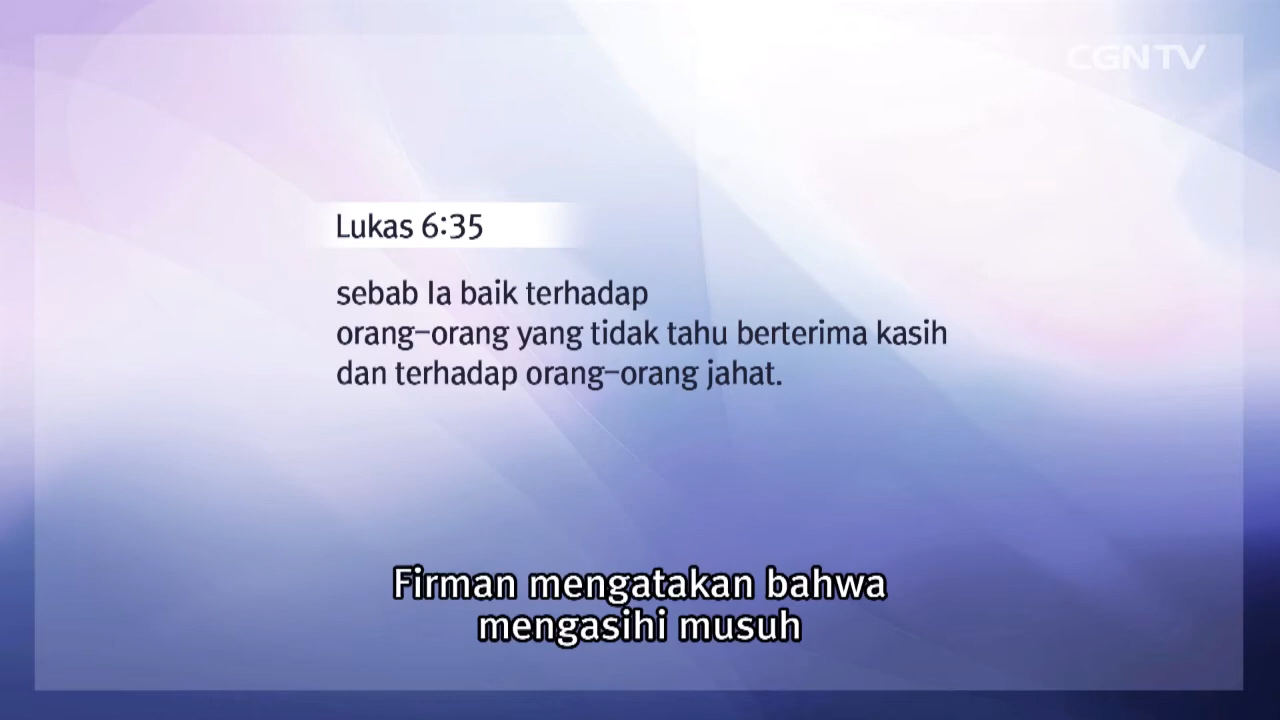 CGNTV
Lukas 6:35
sebab Ia baik terhadap
orang-orang yang tidak tahu berterima kasih
dan terhadap orang-orang jahat.
Firman mengatakan bahwa
mengasihi musuh